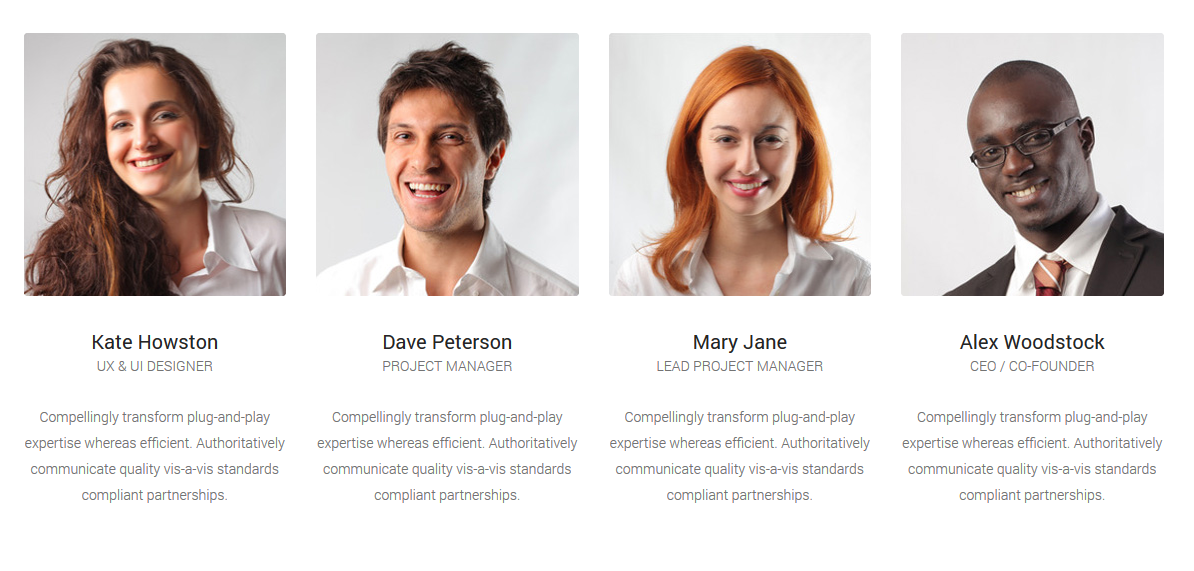 Kate Howston
UX & UI DESIGNER
Compellingly transform plug-and-play
expertise whereas efficient. Authoritatively
communicate quality vis-a-vis standards
compliant partnerships.
Dave Peterson
PROJECT MANAGER
Compellingly transform plug-and-play
expertise whereas efficient. Authoritatively
communicate quality vis-a-vis standards
compliant partnerships.
Mary Jane
LEAD PROJECT MANAGER
Compellingly transform plug-and-play
expertise whereas efficient. Authoritatively
communicate quality vis-a-vis standards
compliant partnerships.
Alex Woodstock
CEO / CO-FOUNDER
Compellingly transform plug-and-play
expertise whereas efficient. Authoritatively
communicate quality vis-a-vis standards
compliant partnerships.